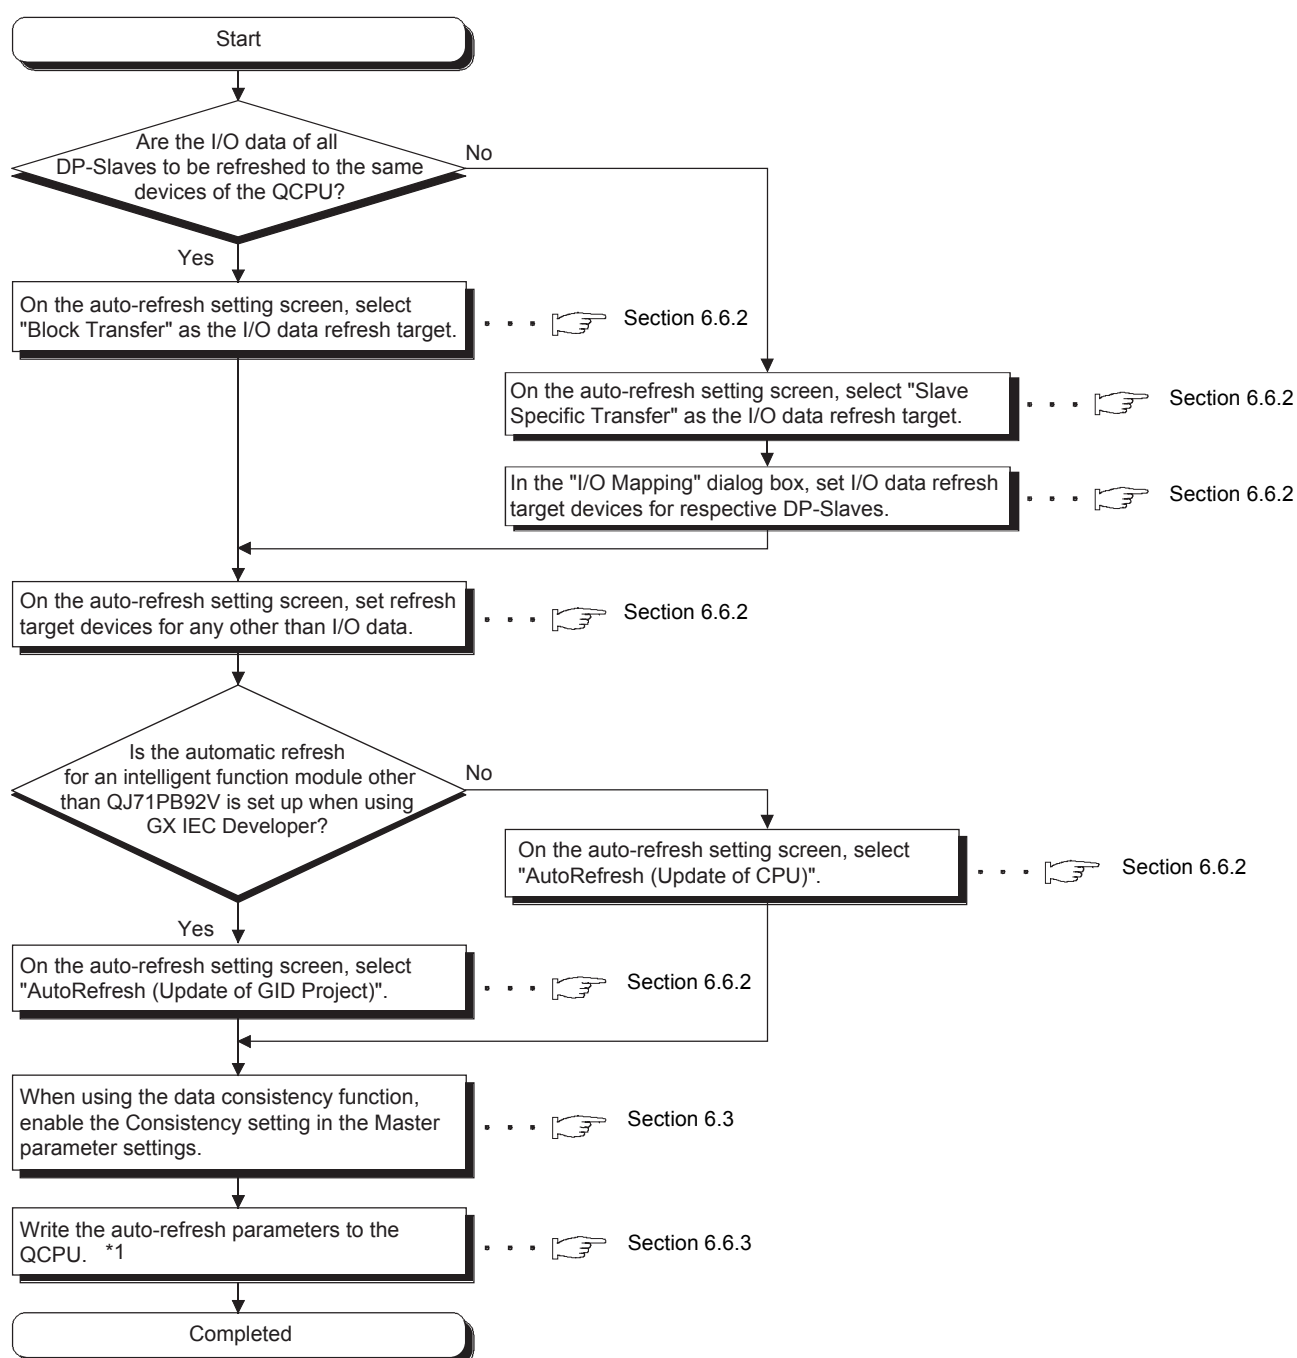 Start
Are the I/O data of all
DP-Slaves to be refreshed to the same
devices of the QCPU?
No
Yes
On the auto-refresh setting screen, select
"Block Transfer" as the I/O data refresh target.
Section 6.6.2
On the auto-refresh setting screen, select "Slave
Specific Transfer" as the I/O data refresh target.
Section 6.6.2
In the "I/O Mapping" dialog box, set I/O data refresh
target devices for respective DP-Slaves.
Section 6.6.2
On the auto-refresh setting screen, set refresh
target devices for any other than I/O data.
Section 6.6.2
Is the automatic refresh
for an intelligent function module other
than QJ71PB92V is set up when using
GX IEC Developer?
No
On the auto-refresh setting screen, select
"AutoRefresh (Update of CPU)".
Section 6.6.2
Yes
On the auto-refresh setting screen, select
"AutoRefresh (Update of GID Project)".
Section 6.6.2
When using the data consistency function,
enable the Consistency setting in the Master
parameter settings.
Section 6.3
Write the auto-refresh parameters to the
QCPU. *1
Section 6.6.3
Completed